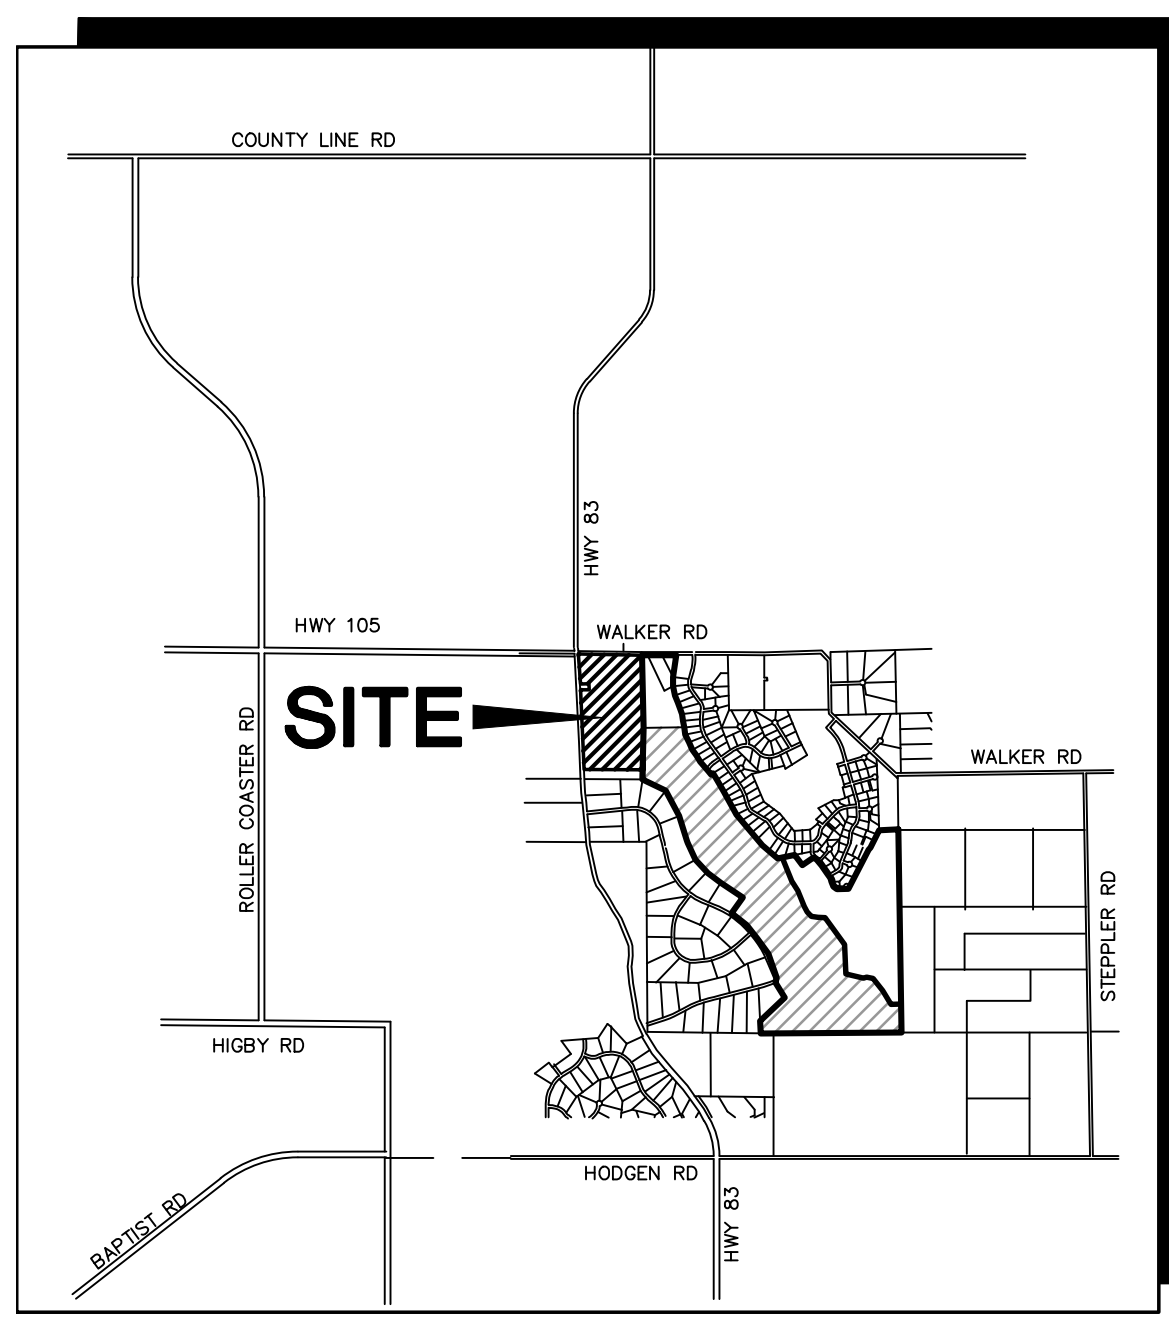 COUNTY LINE RD
HWY 83
HWY 105
WALKER RD
SITE
ROLLER COASTER RD
WALKER RD
STEPPLER RD
HIGBY RD
HODGEN RD
BAPTIST RD
HWY 83